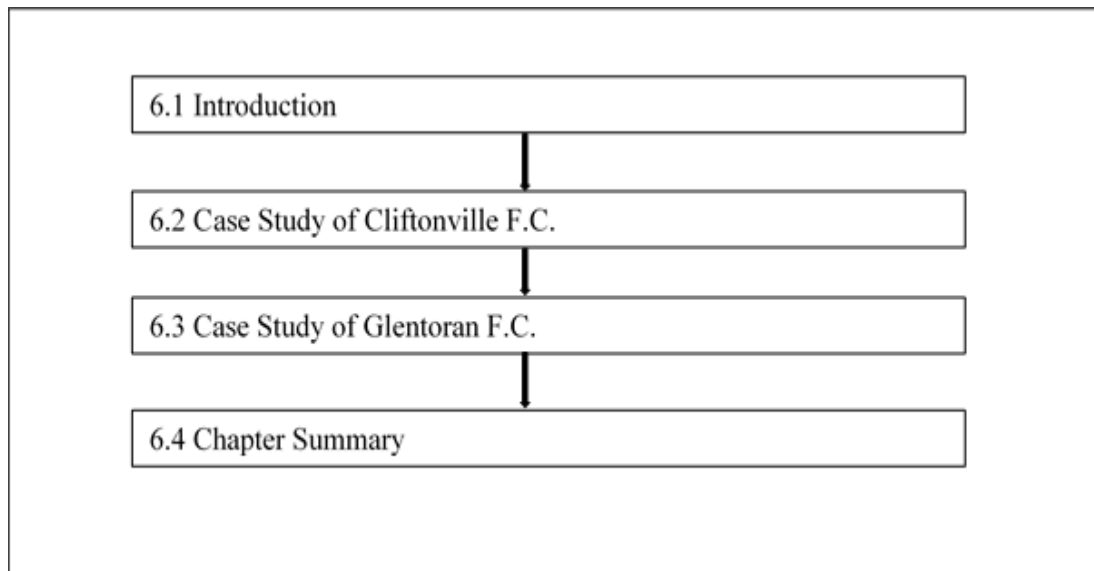 6.1 Introduction
6.2 Case Study of Cliftonville F.C.
6.3 Case Study of Glentoran F.C.
6.4 Chapter Summary